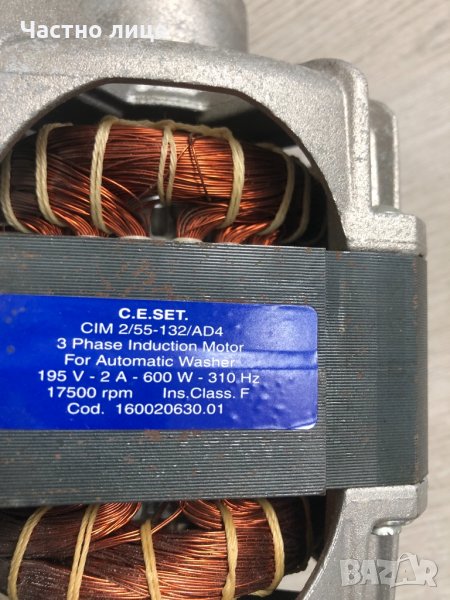 Частно лице
C.E.SET.
CIM 2/55-132/AD4
3 Phase Induction Motor
For Automatic Washer
195 V - 2 A - 600 W - 310 Hz
17500 rpm Ins.Class. F
Cod. 160020630.01
BAZAR